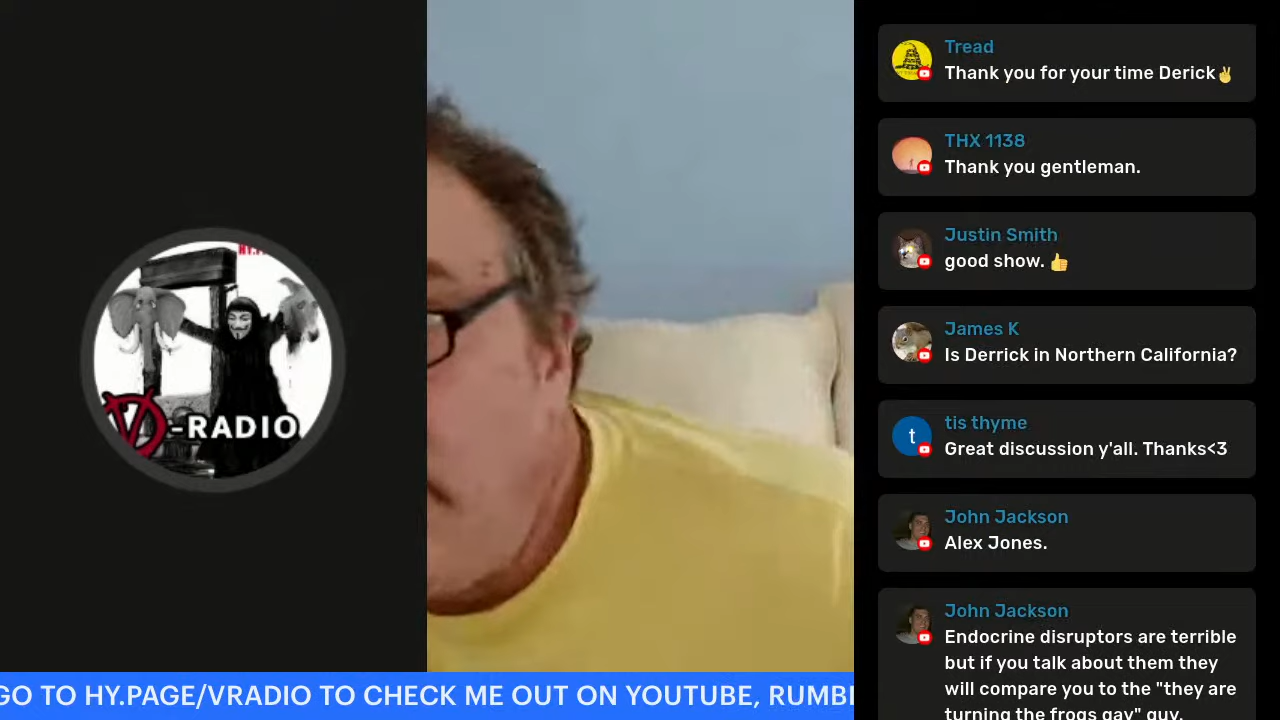 -RADIO
GO TO HY.PAGE/VRADIO TO CHECK ME OUT ON YOUTUBE, RUMBL
Tread
Thank you for your time Derick✌
THX 1138
Thank you gentleman.
Justin Smith
good show. 👍
James K
Is Derrick in Northern California?
t
tis thyme
Great discussion y'all. Thanks<3
John Jackson
Alex Jones.
John Jackson
Endocrine disruptors are terrible
but if you talk about them they
will compare you to the "they are
turning the frogs gay" guy.